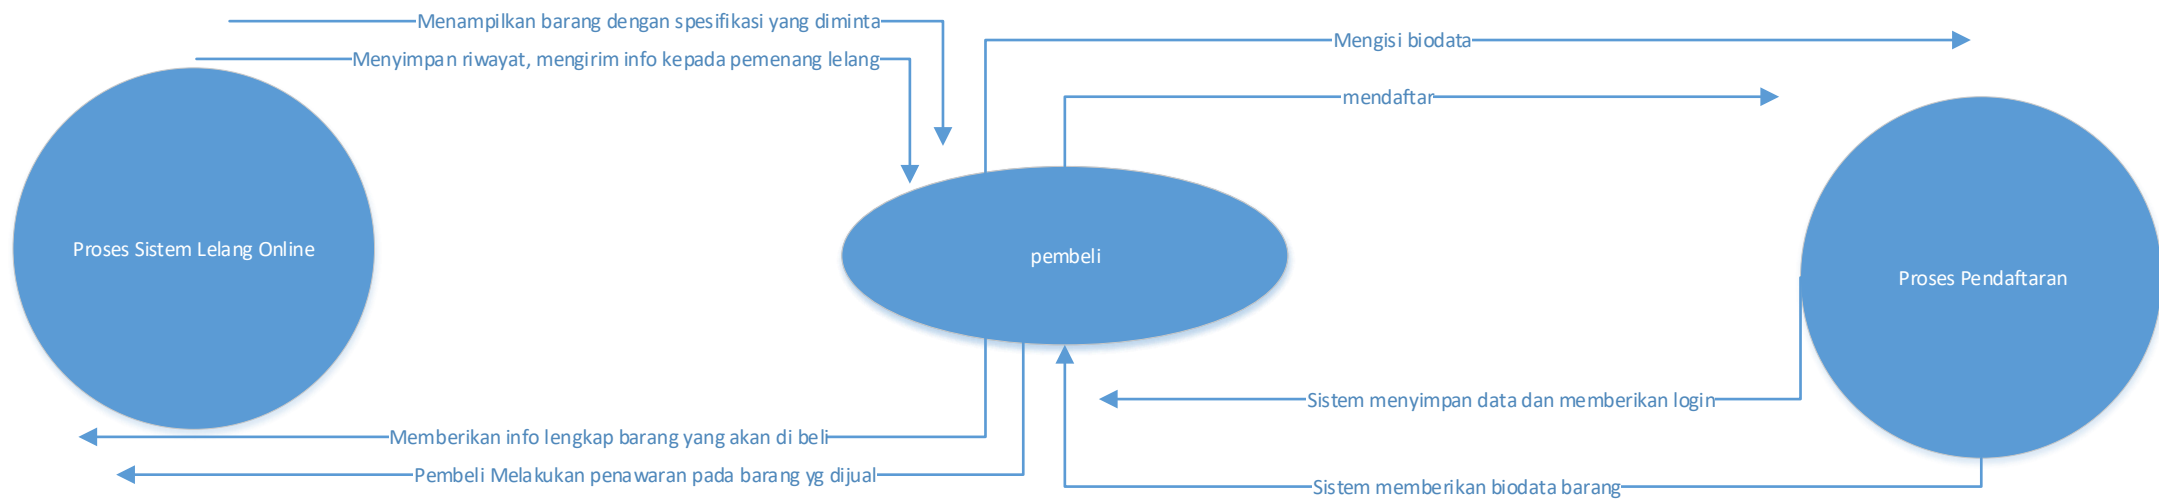 Menampilkan barang dengan spesifikasi yang diminta
Mengisi biodata
Menyimpan riwayat, mengirim info kepada pemenang lelang
mendaftar
Proses Sistem Lelang Online
pembeli
Proses Pendaftaran
Sistem menyimpan data dan memberikan login
Memberikan info lengkap barang yang akan di beli
Pembeli Melakukan penawaran pada barang yg dijual
Sistem memberikan biodata barang